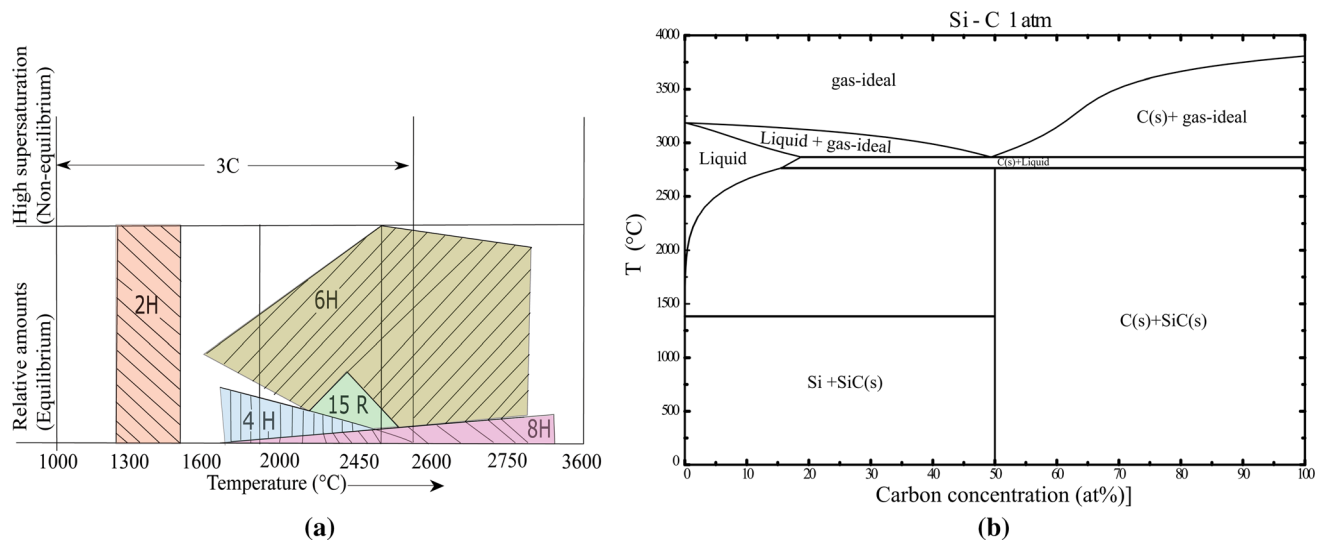 High supersaturation
(Non-equilibrium)
3C
Relative amounts
(Equilibrium)
2H
6H
4 H
15 R
8H
1000 1300 1600 2000 2450 2600 2750 3600
Temperature (°C)
(a)
Si - C 1 atm
4000
3500
3000
2500
2000
1500
1000
500
0
T (°C)
gas-ideal
C(s)+ gas-ideal
Liquid + gas-ideal
Liquid
C(s)+Liquid
C(s)+SiC(s)
Si +SiC(s)
0 10 20 30 40 0 50 60 70 80 90 100
Carbon concentration (at%)]
(b)